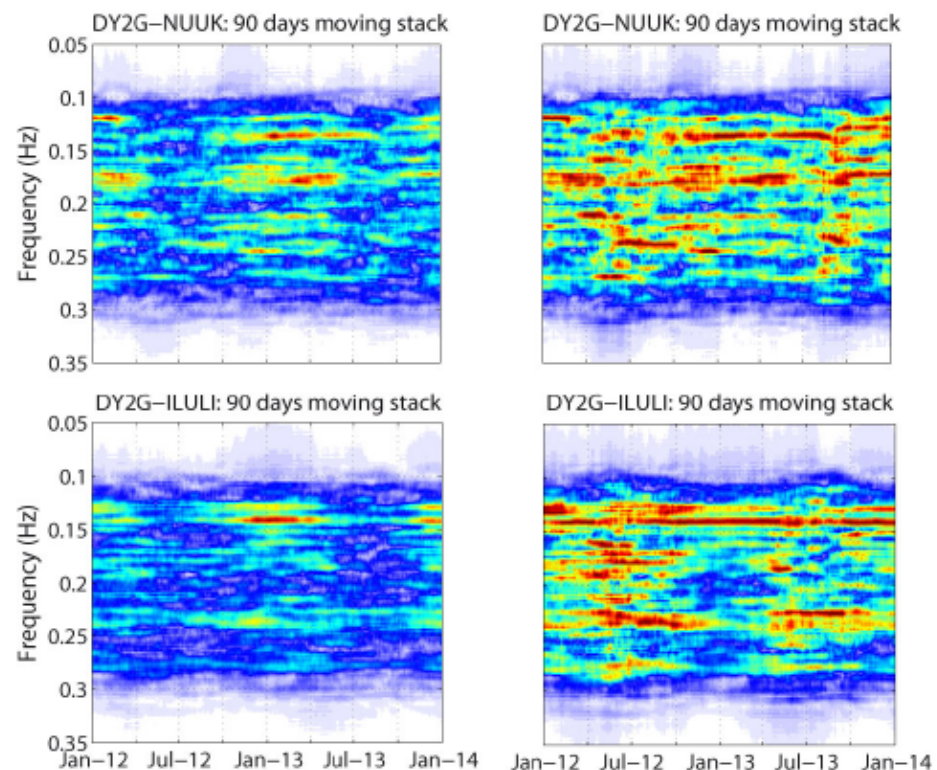 DY2G−NUUK: 90 days moving stack
DY2G−NUUK: 90 days moving stack
0.05
0.1
0.15
0.2
0.25
0.3
0.35
Frequency (Hz)
DY2G−ILULI: 90 days moving stack
DY2G−ILULI: 90 days moving stack
0.05
0.1
0.15
0.2
0.25
0.3
0.35
Frequency (Hz)
Jan−12 Jul−12 Jan−13 Jul−13 Jan−14
Jan−12 Jul−12 Jan−13 Jul−13 Jan−14